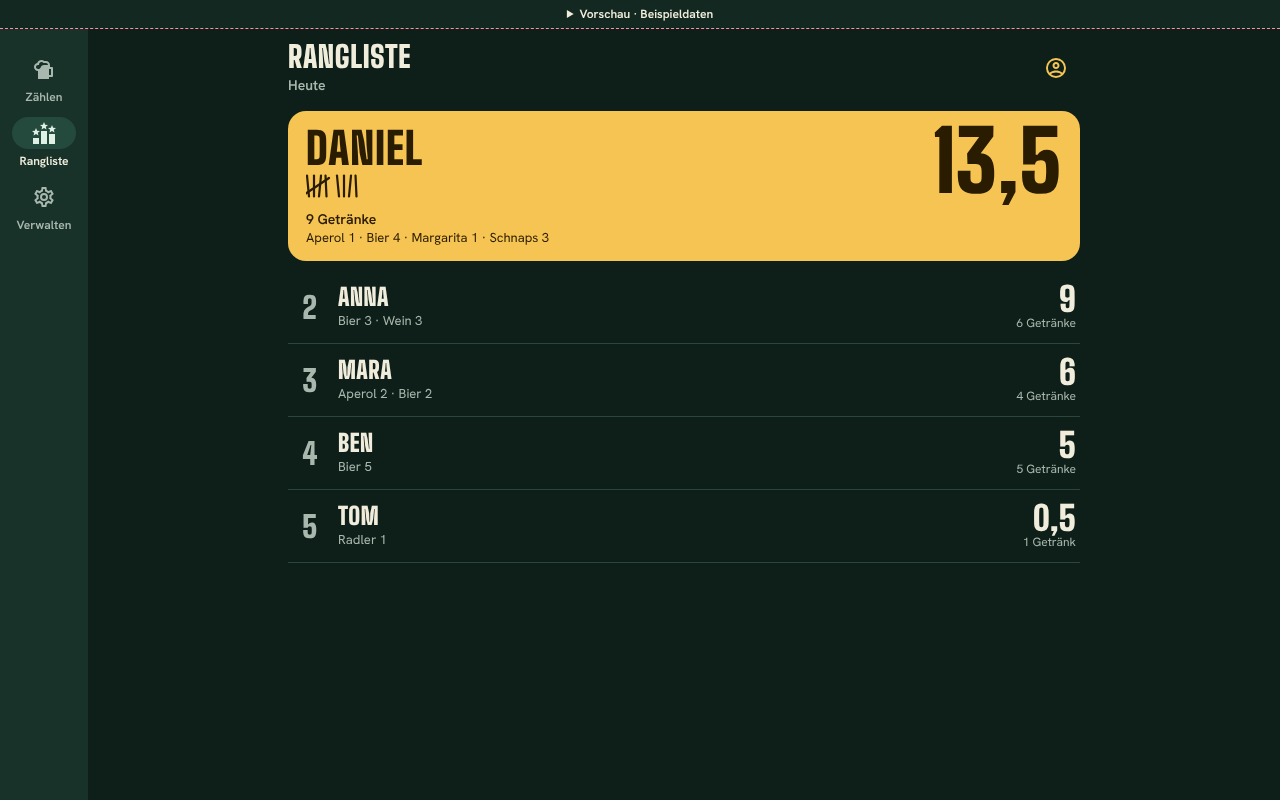 ▶ Vorschau · Beispieldaten
Zählen
Rangliste
Verwalten
RANGLISTE
Heute
DANIEL
13,5
9 Getränke
Aperol 1 · Bier 4 · Margarita 1 · Schnaps 3
2
ANNA
Bier 3 · Wein 3
9
6 Getränke
3
MARA
Aperol 2 · Bier 2
6
4 Getränke
4
BEN
Bier 5
5
5 Getränke
5
TOM
Radler 1
0,5
1 Getränk